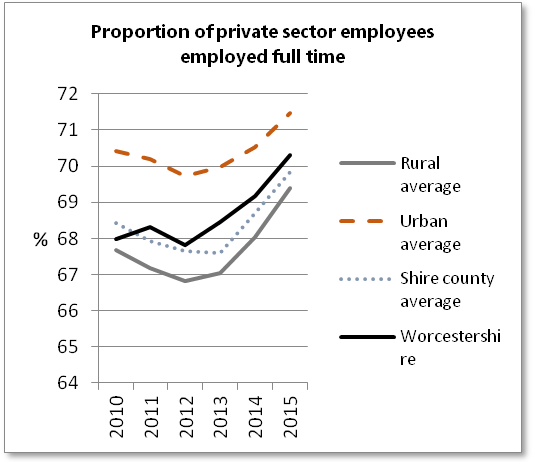 Proportion of private sector employees
employed full time
72
71
70
69
68
67
66
65
64
%
2010
2011
2012
2013
2014
2015
Rural
average
Urban
average
Shire county
average
Worcestershi
re